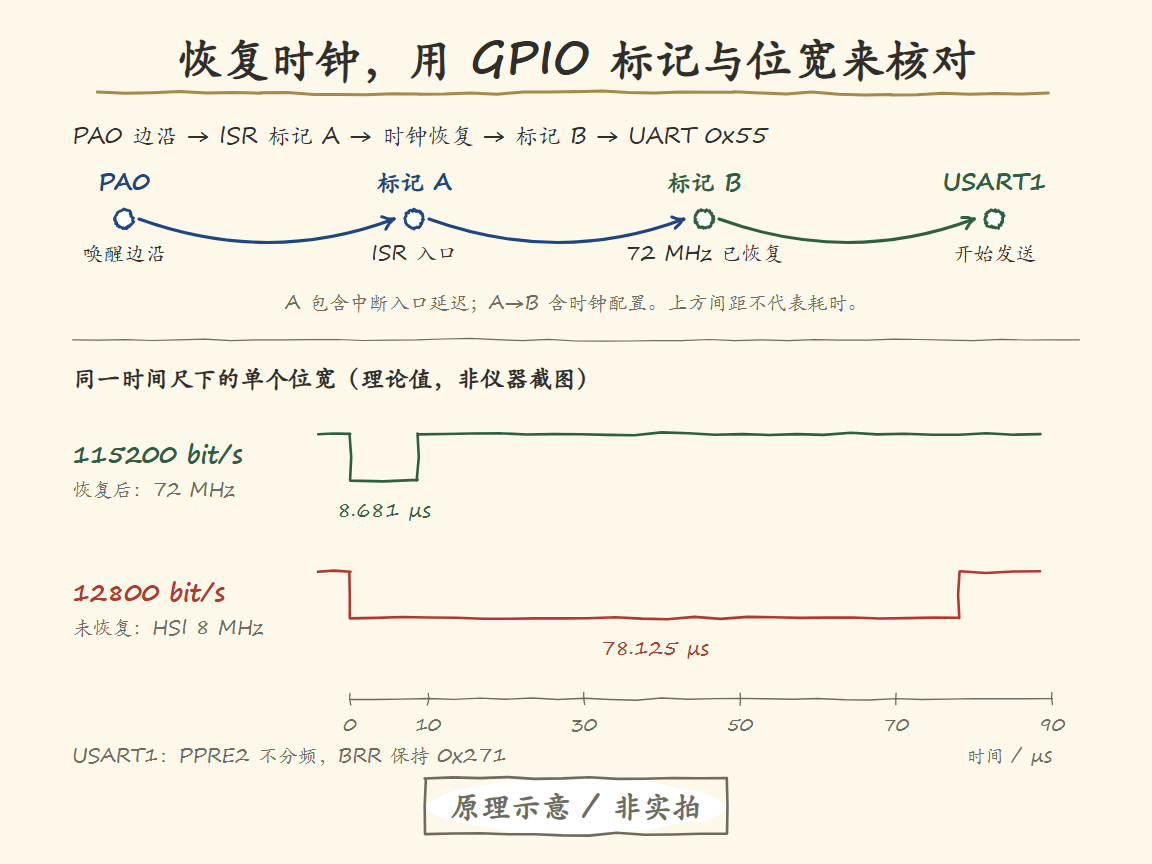 恢复时钟，用 GPIO 标记与位宽来核对
PA0 边沿 → ISR 标记 A → 时钟恢复 → 标记 B → UART 0x55
PA0 标记 A 标记 B USART1
唤醒边沿 ISR 入口 72 MHz 已恢复 开始发送
A 包含中断入口延迟；A→B 含时钟配置。上方间距不代表耗时。
同一时间尺下的单个位宽（理论值，非仪器截图）
115200 bit/s
恢复后：72 MHz
8.681 μs
12800 bit/s
未恢复：HSI 8 MHz
78.125 μs
0 10 30 50 70 90
USART1：PPRE2 不分频，BRR 保持 0x271 时间 / μs
原理示意 / 非实拍